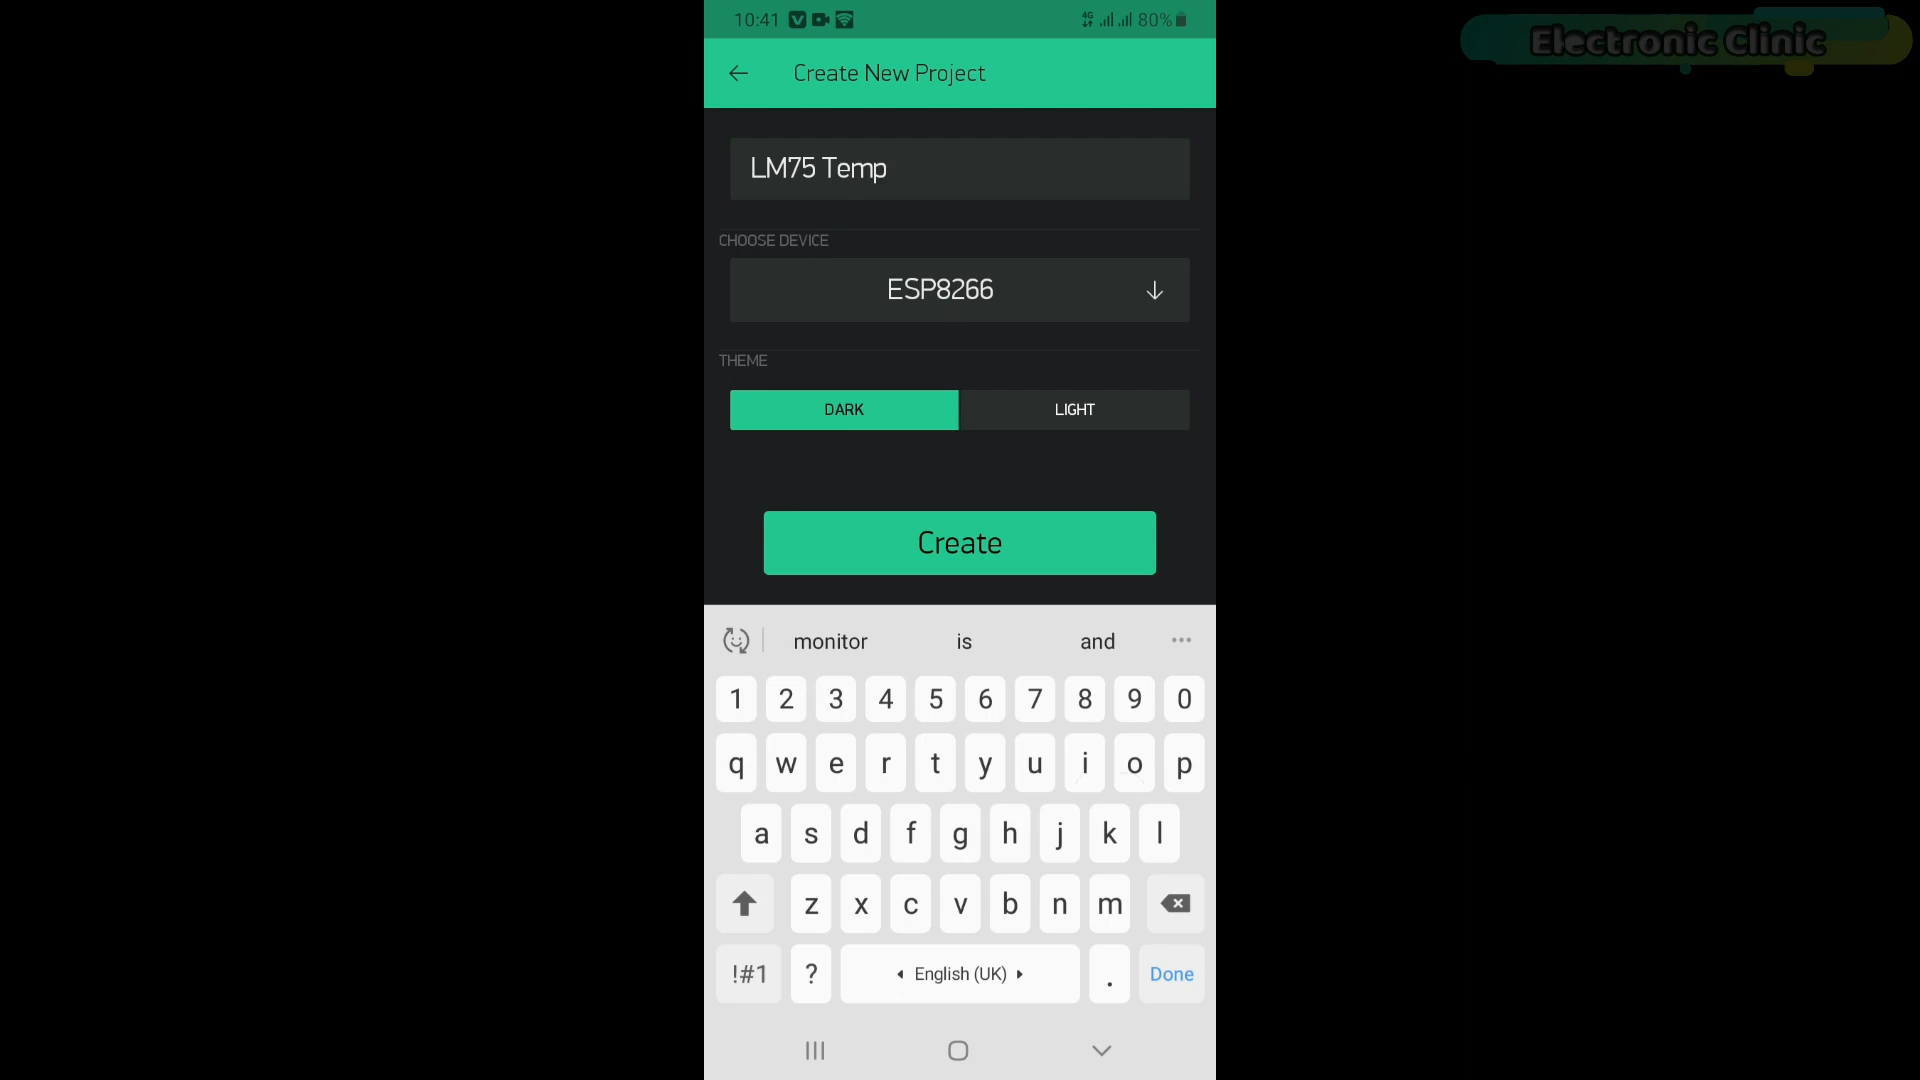 Electronic Clinic
10:41 4G 80%
Create New Project
LM75 Temp
CHOOSE DEVICE
ESP8266
THEME
DARK LIGHT
Create
monitor is and ...
1 2 3 4 5 6 7 8 9 0
q w e r t y u i o p
a s d f g h j k l
z x c v b n m
!#1 ? English (UK) . Done